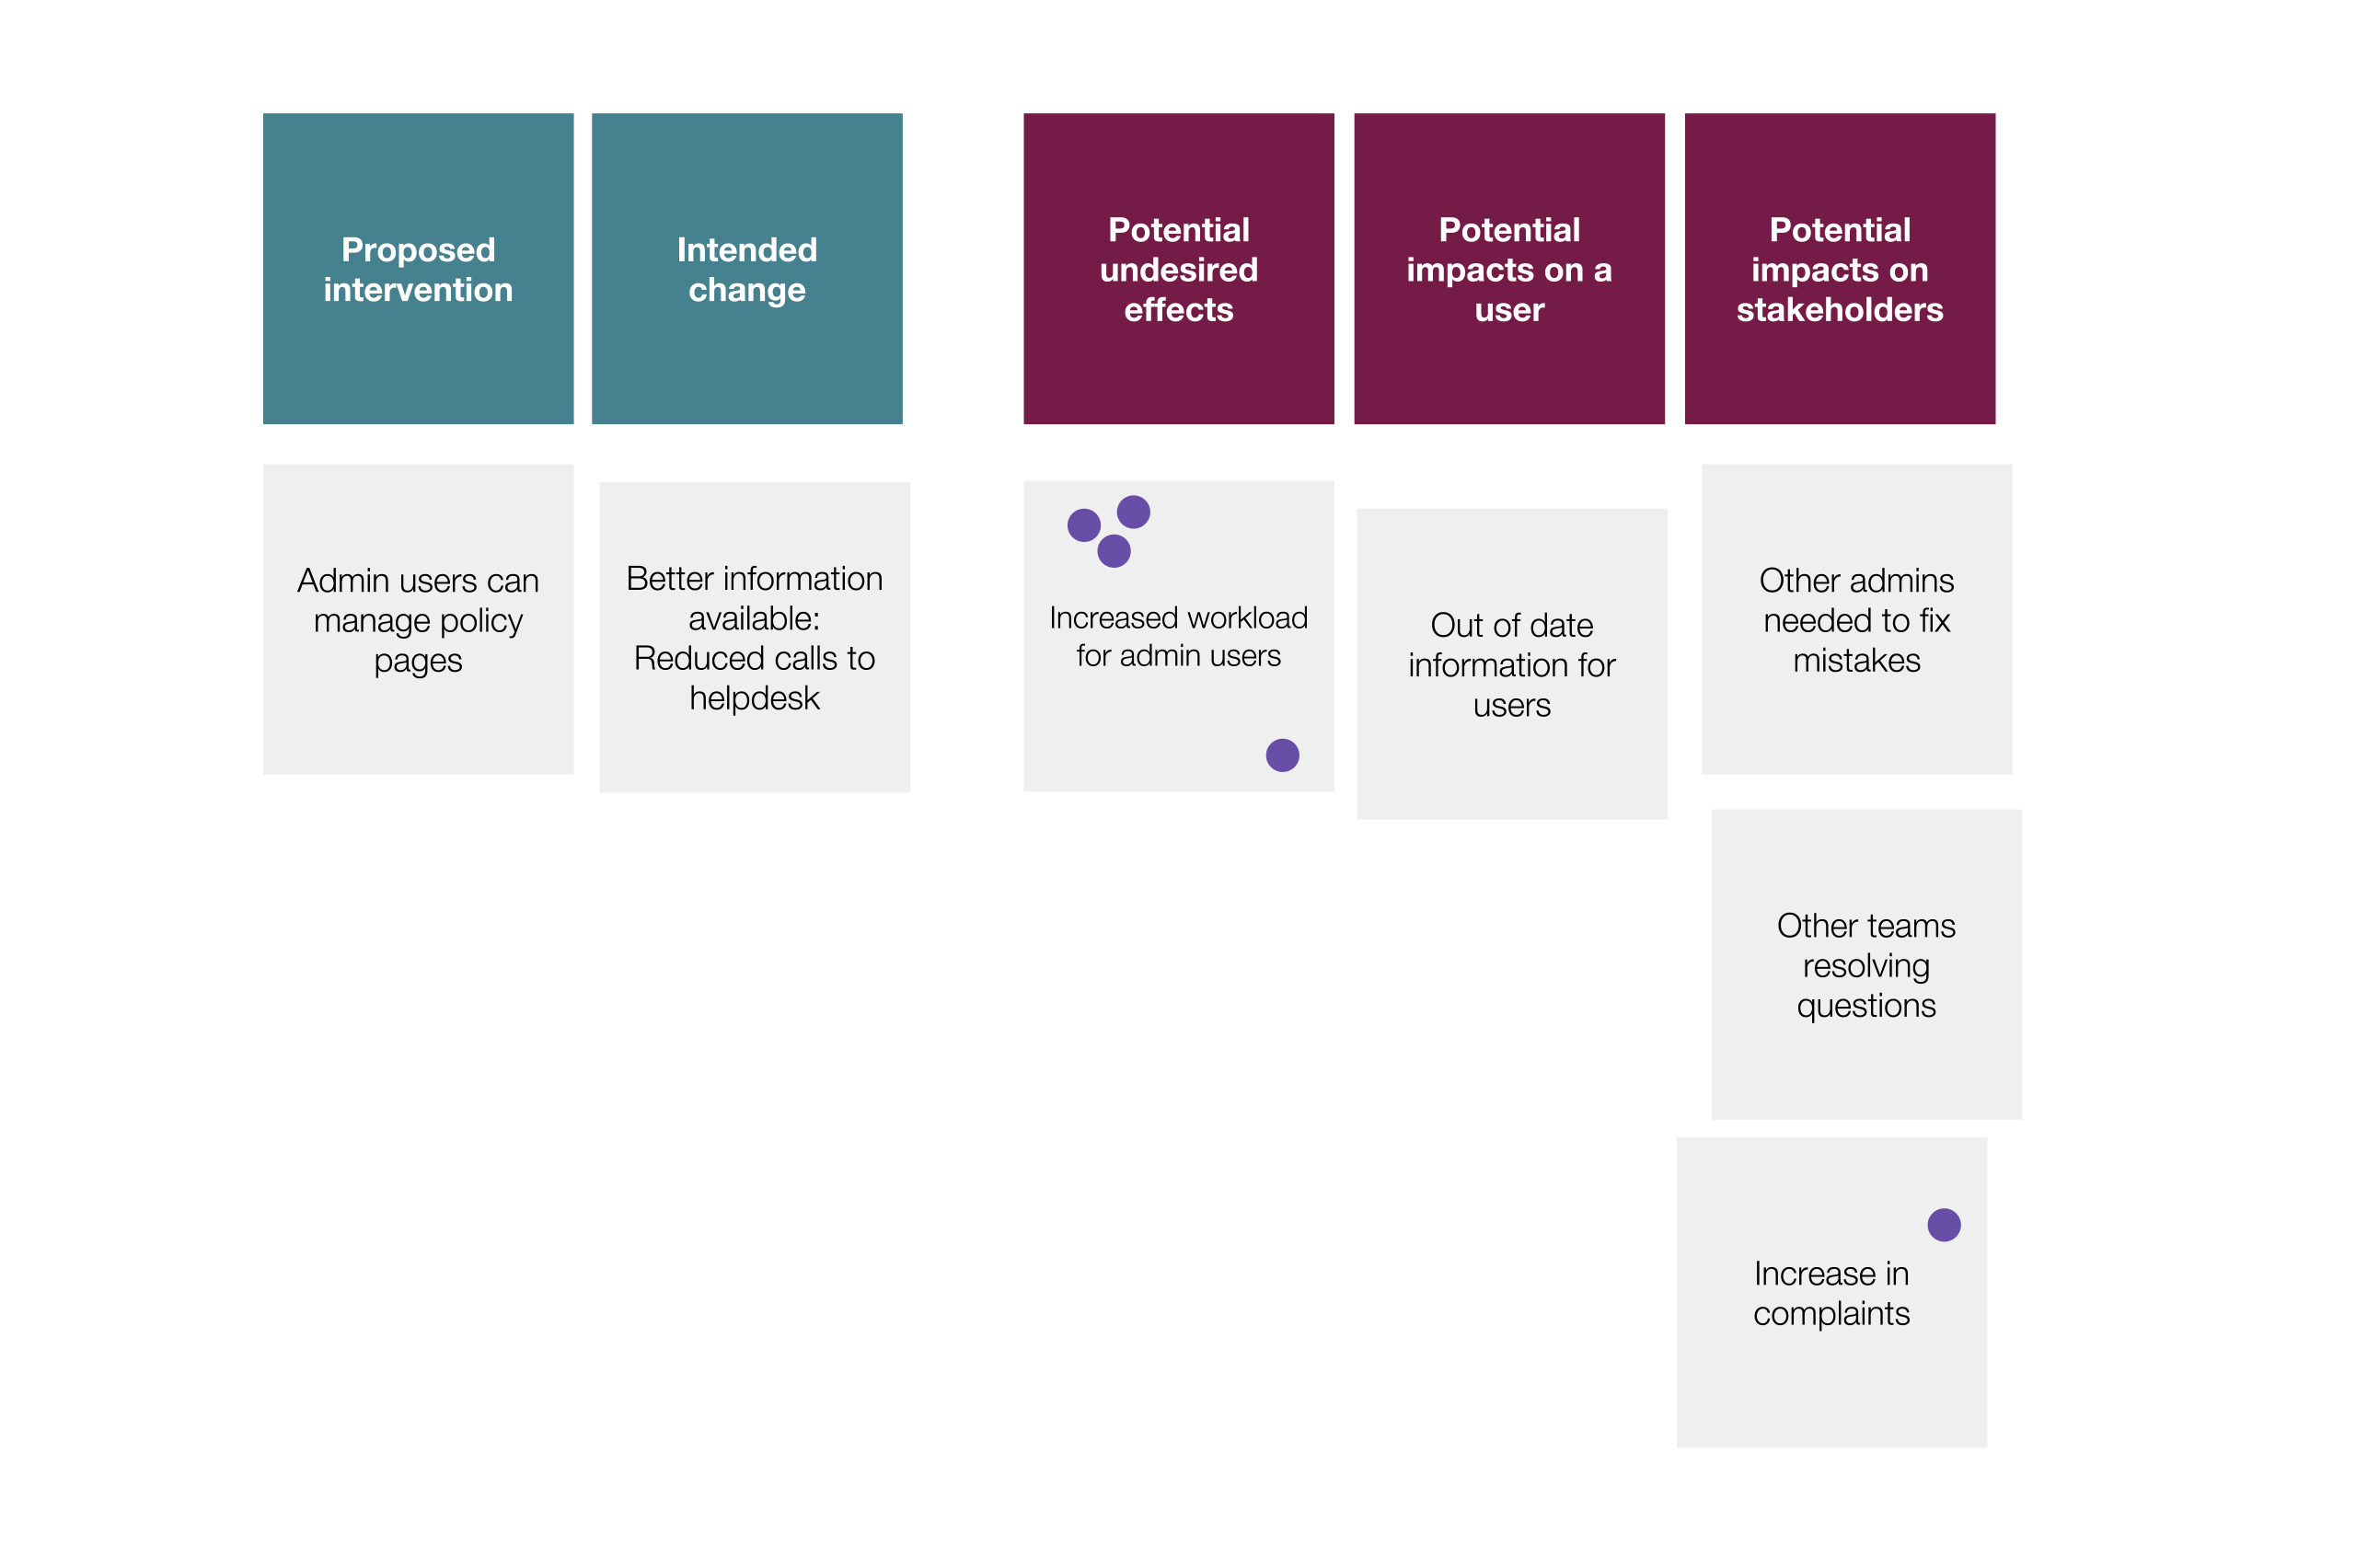 Proposed
intervention
Intended
change
Potential
undesired
effects
Potential
impacts on a
user
Potential
impacts on
stakeholders
Admin users can
manage policy
pages
Better information
available:
Reduced calls to
helpdesk
Increased workload
for admin users
Out of date
information for
users
Other admins
needed to fix
mistakes
Other teams
resolving
questions
Increase in
complaints